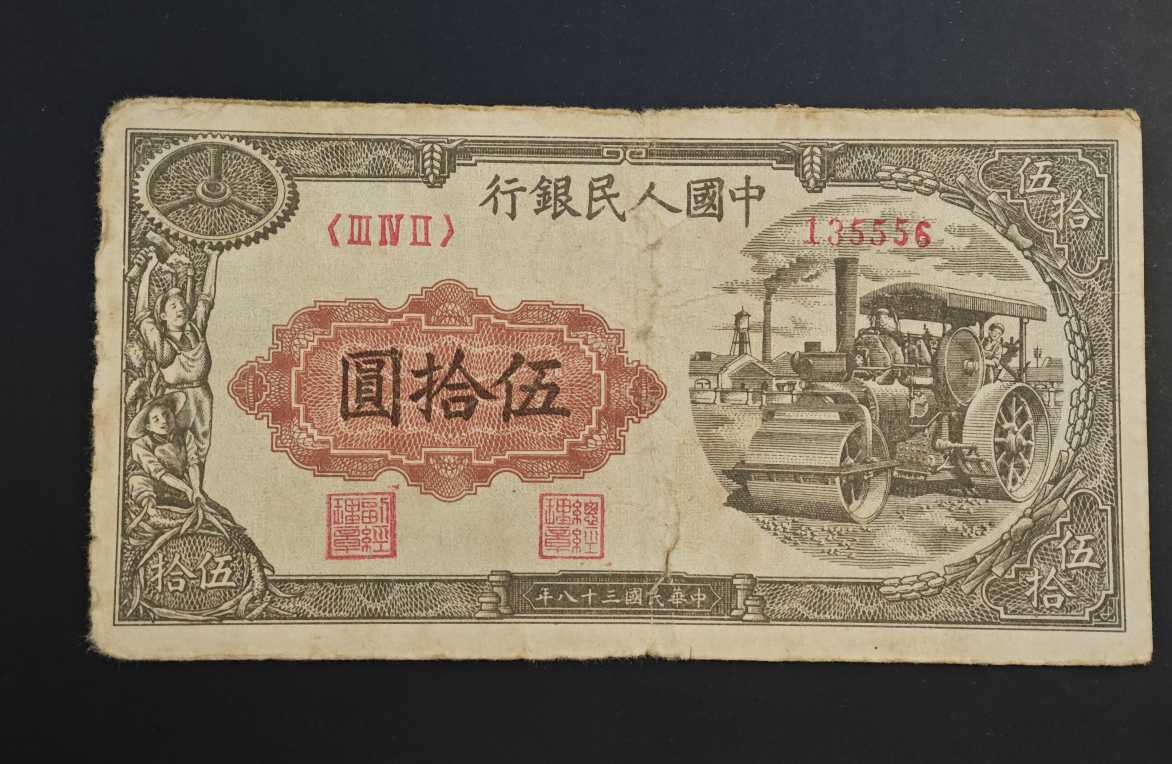 中國人民銀行
〈ⅢⅣⅡ〉
135556
伍拾
伍拾圓
總經理章
副經理章
伍拾
伍拾
中華民國三十八年